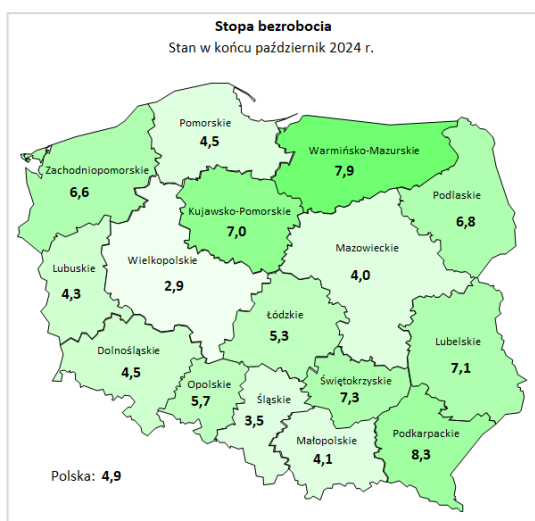 Stopa bezrobocia
Stan w końcu październik 2024 r.
Pomorskie
4,5
Warmińsko-Mazurskie
7,9
Zachodniopomorskie
6,6
Podlaskie
6,8
Kujawsko-Pomorskie
7,0
Mazowieckie
4,0
Wielkopolskie
2,9
Lubuskie
4,3
Łódzkie
5,3
Lubelskie
7,1
Dolnośląskie
4,5
Opolskie
5,7
Śląskie
3,5
Świętokrzyskie
7,3
Małopolskie
4,1
Podkarpackie
8,3
Polska: 4,9